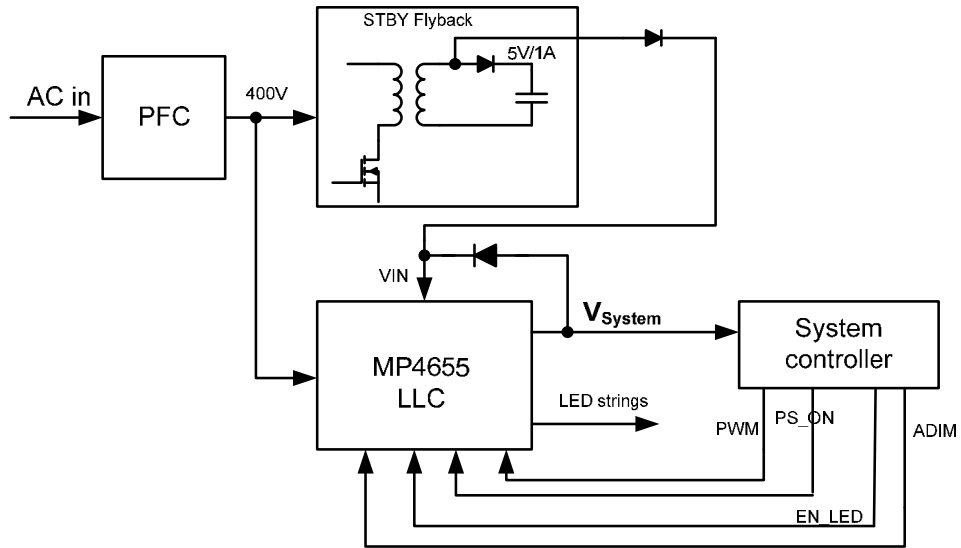 STBY Flyback
5V/1A
AC in
PFC
400V
VIN
VSystem
System
controller
MP4655
LLC
LED strings
PWM
PS_ON
ADIM
EN_LED